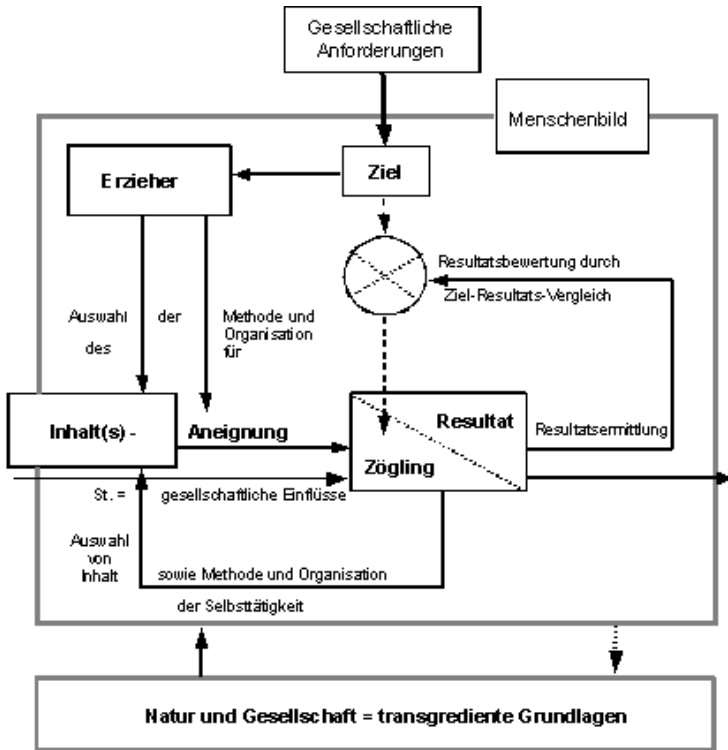 Gesellschaftliche
Anforderungen
Menschenbild
Erzieher
Ziel
Resultatsbewertung durch
Ziel-Resultats-Vergleich
Auswahl der
des
Methode und
Organisation
für
Inhalt(s) -
Aneignung
Resultat
Zögling
Resultatsermittlung
St. = gesellschaftliche Einflüsse
Auswahl
von
Inhalt
sowie Methode und Organisation
der Selbsttätigkeit
Natur und Gesellschaft = transgrediente Grundlagen